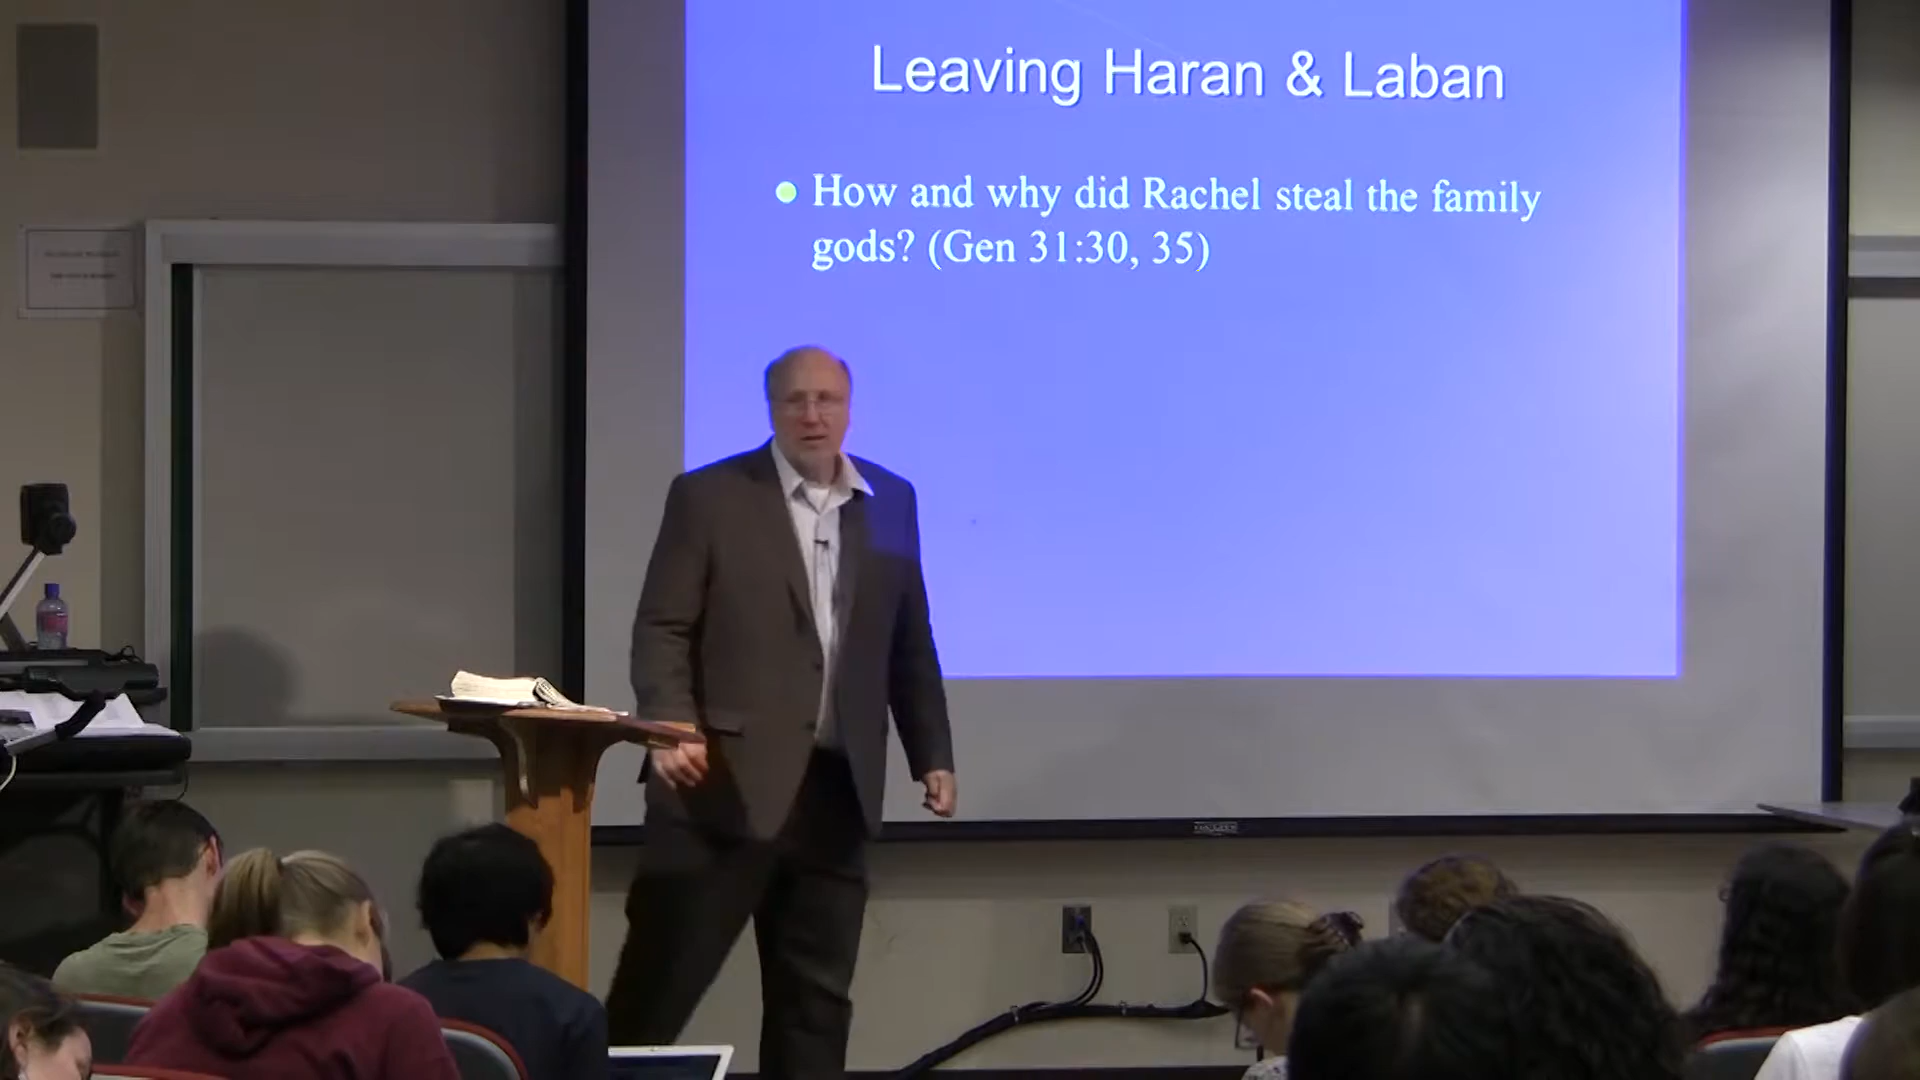 Leaving Haran & Laban
How and why did Rachel steal the family
gods? (Gen 31:30, 35)